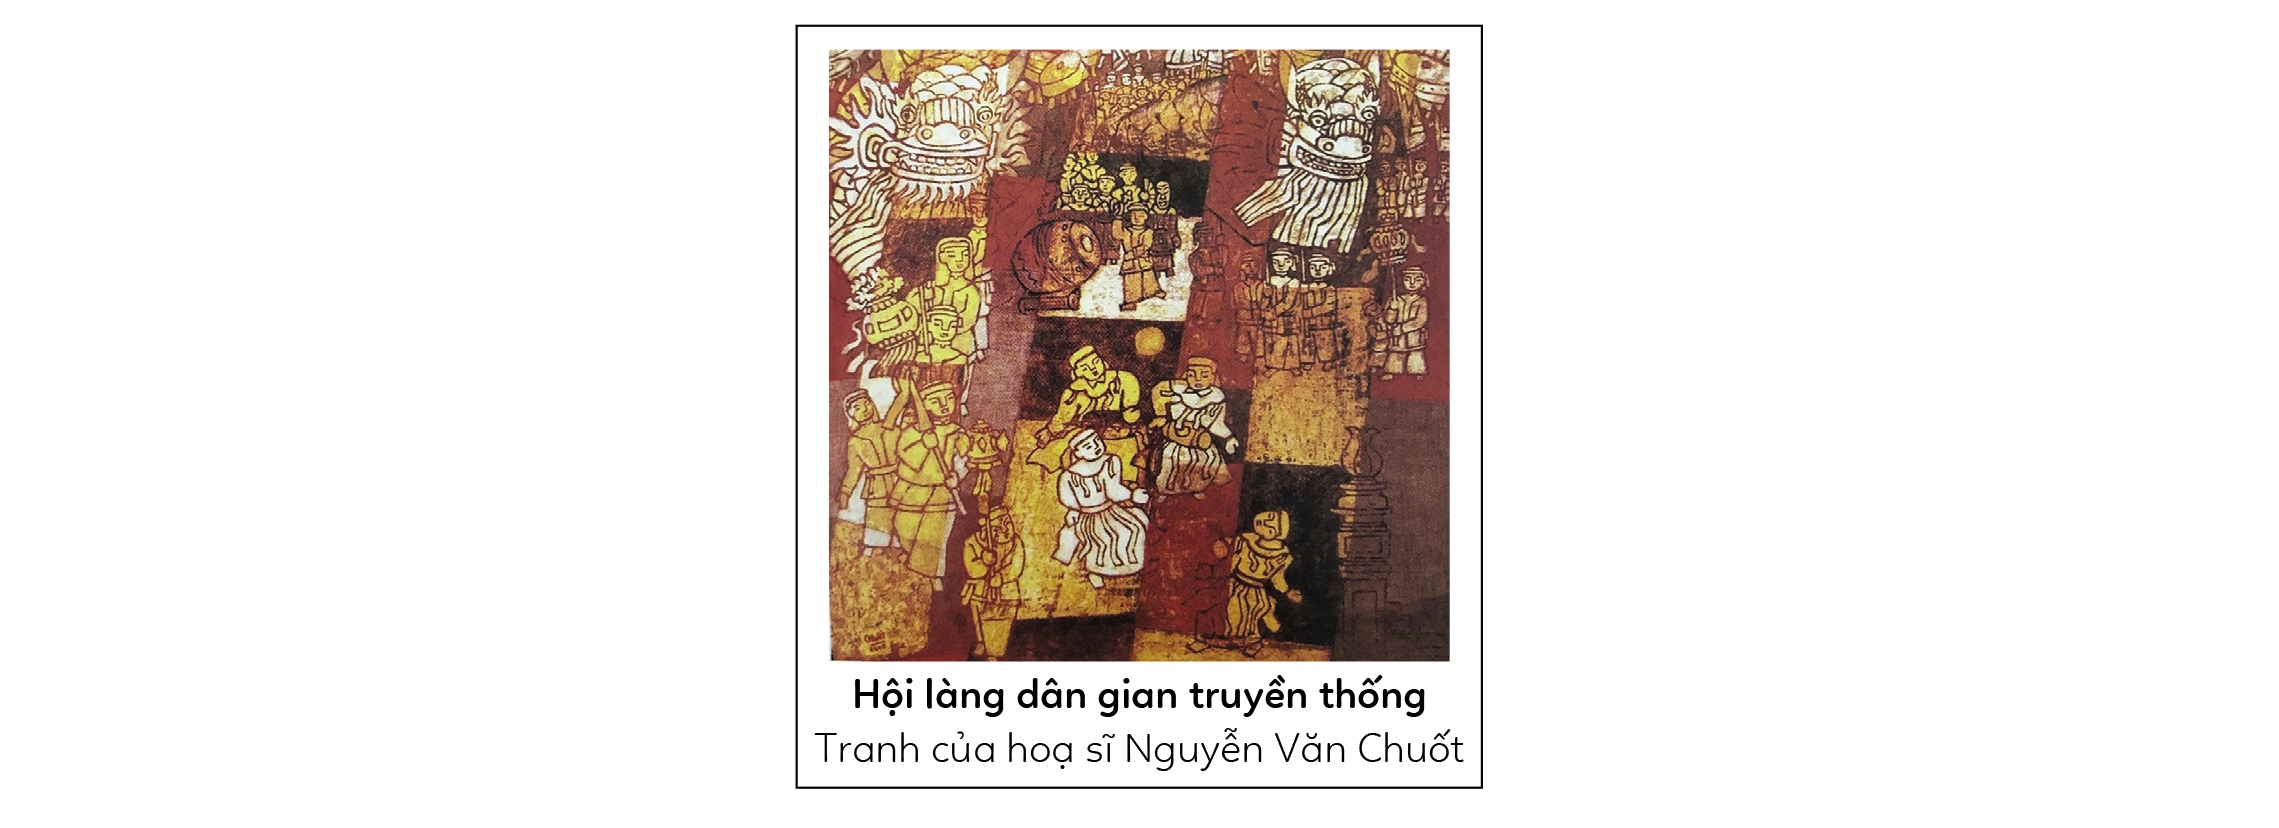 Hội làng dân gian truyền thống
Tranh của hoạ sĩ Nguyễn Văn Chuốt